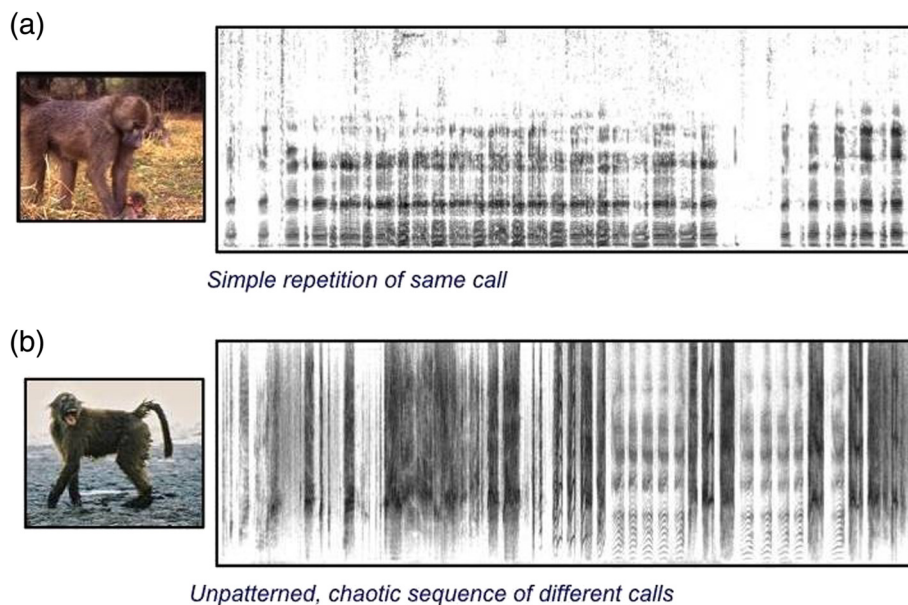 (a)
Simple repetition of same call
(b)
Unpatterned, chaotic sequence of different calls